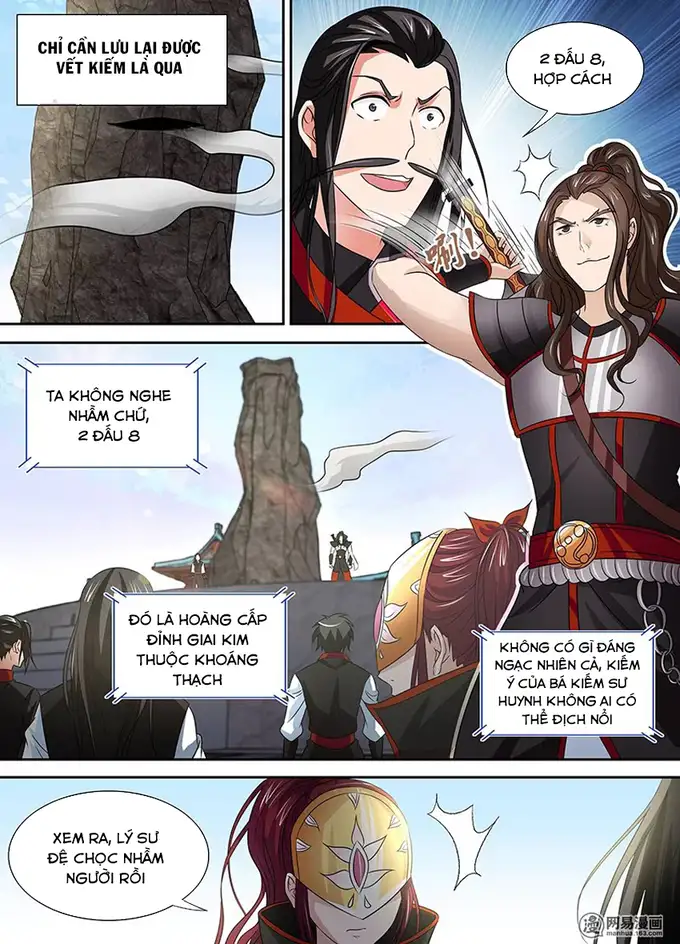 CHỈ CẦN LƯU LẠI ĐƯỢC
VẾT KIẾM LÀ QUA
2 ĐẤU 8,
HỢP CÁCH
唰!
TA KHÔNG NGHE
NHẦM CHỨ,
2 ĐẤU 8
ĐÓ LÀ HOÀNG CẤP
ĐỈNH GIAI KIM
THUỘC KHOÁNG
THẠCH
KHÔNG CÓ GÌ ĐÁNG
NGẠC NHIÊN CẢ, KIẾM
Ý CỦA BÁ KIẾM SƯ
HUYNH KHÔNG AI CÓ
THỂ ĐỊCH NỔI
XEM RA, LÝ SƯ
ĐỆ CHỌC NHẦM
NGƯỜI RỒI
网易漫画
manhua.163.com